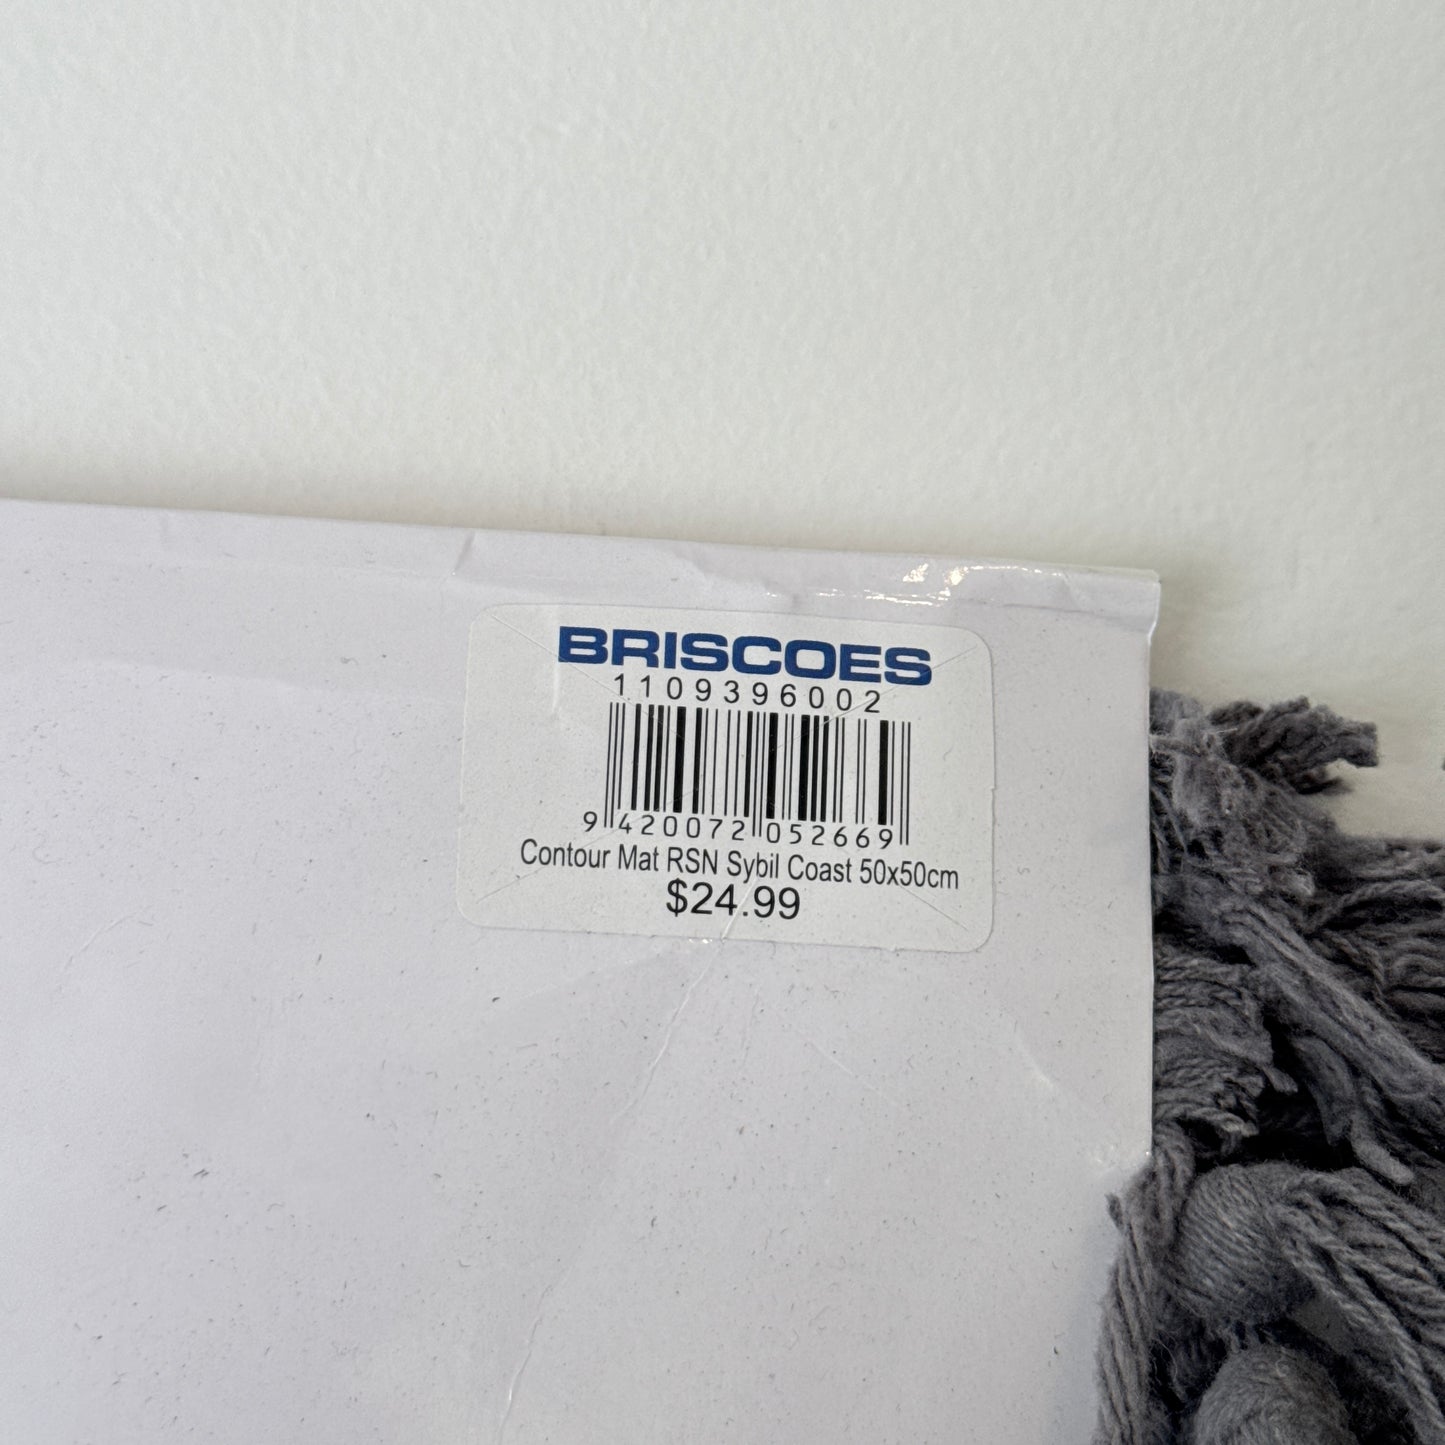 BRISCOES
1109396002
9 420072 052669
Contour Mat RSN Sybil Coast 50x50cm
$24.99